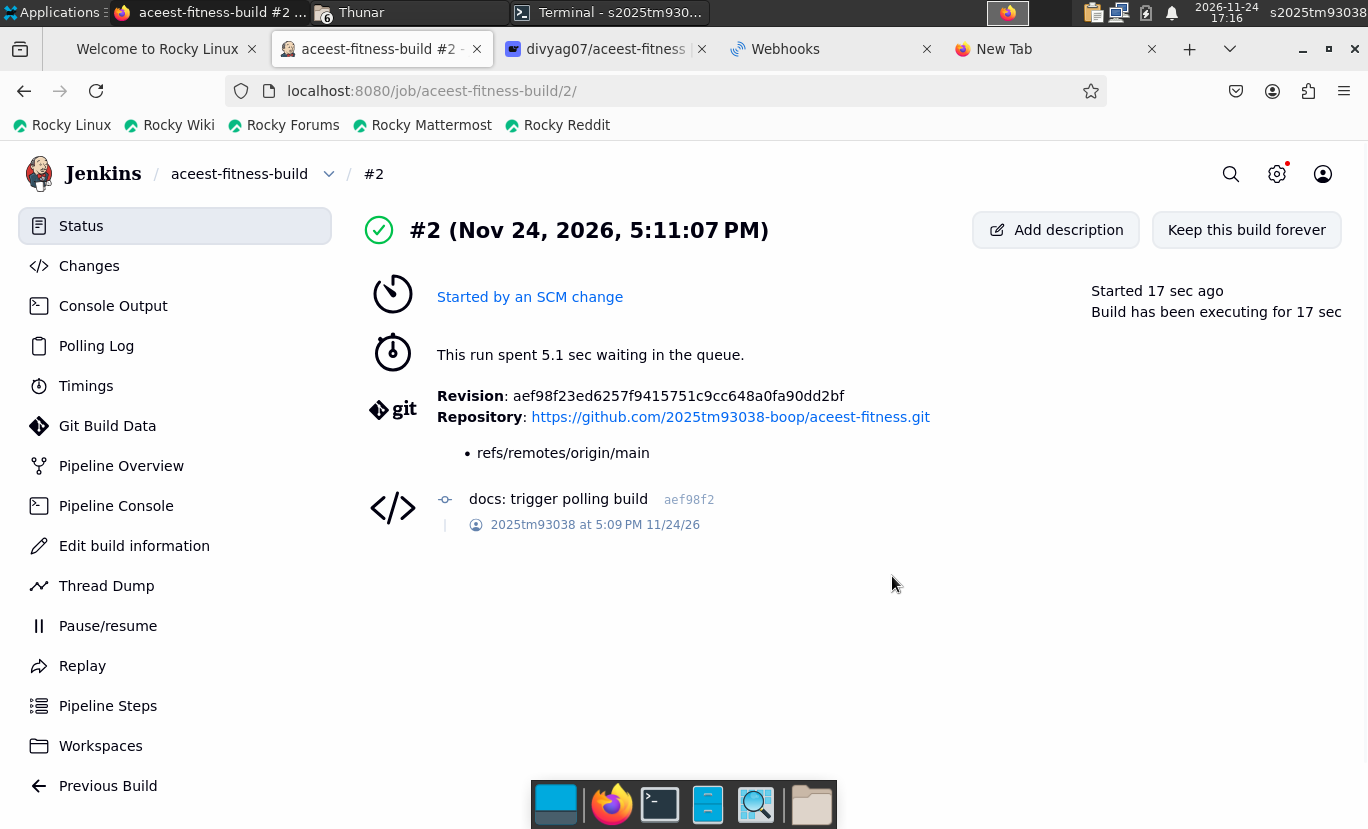 Applications
aceest-fitness-build #2 ...
6
Thunar
Terminal - s2025tm930...
2026-11-24
17:16
s2025tm93038
Welcome to Rocky Linux
aceest-fitness-build #2 -
divyag07/aceest-fitness
Webhooks
New Tab
localhost:8080/job/aceest-fitness-build/2/
Rocky Linux
Rocky Wiki
Rocky Forums
Rocky Mattermost
Rocky Reddit
Jenkins / aceest-fitness-build / #2
Status
Changes
Console Output
Polling Log
Timings
Git Build Data
Pipeline Overview
Pipeline Console
Edit build information
Thread Dump
Pause/resume
Replay
Pipeline Steps
Workspaces
Previous Build
#2 (Nov 24, 2026, 5:11:07 PM)
Add description
Keep this build forever
Started by an SCM change
Started 17 sec ago
Build has been executing for 17 sec
This run spent 5.1 sec waiting in the queue.
git
Revision: aef98f23ed6257f9415751c9cc648a0fa90dd2bf
Repository: https://github.com/2025tm93038-boop/aceest-fitness.git
• refs/remotes/origin/main
docs: trigger polling build aef98f2
2025tm93038 at 5:09 PM 11/24/26